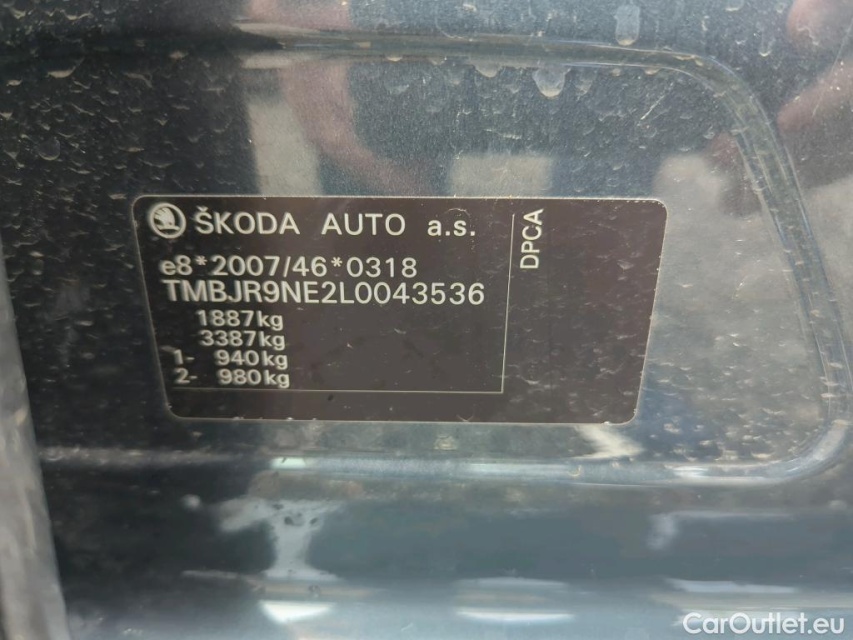 ŠKODA AUTO a.s.
DPCA
e8*2007/46*0318
TMBJR9NE2L0043536
1887kg
3387kg
1- 940kg
2- 980kg
CarOutlet.eu